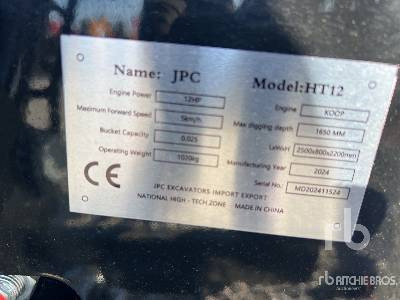 Name: JPC Model:HT12
Engine Power 12HP Engine KOOP
Maximum Forward Speed 5km/h Max digging depth 1650 MM
Bucket Capacity 0.025 LxWxH 2500x800x2200mm
Operating Weight 1020kg Manufacturing Year 2024
Serial No.: MD202411524
CE
JPC EXCAVATORS IMPORT EXPORT
NATIONAL HIGH - TECH ZONE MADE IN CHINA
rb
RITCHIE BROS.
Auctioneers